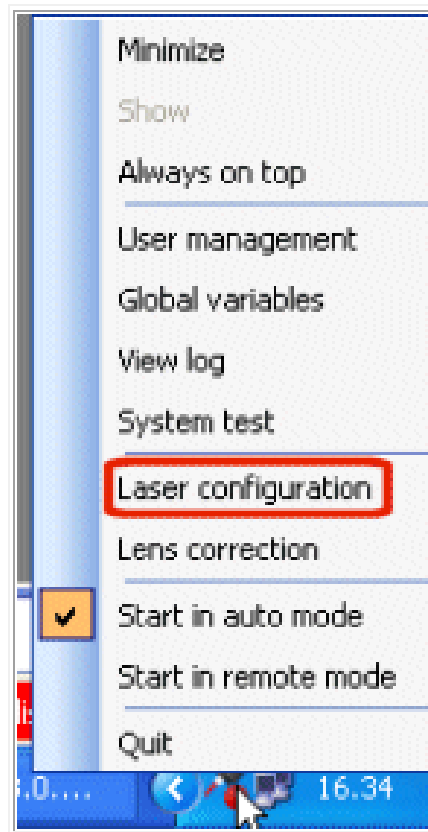 Minimize
Show
Always on top
User management
Global variables
View log
System test
Laser configuration
Lens correction
Start in auto mode
Start in remote mode
Quit
.0....
16.34